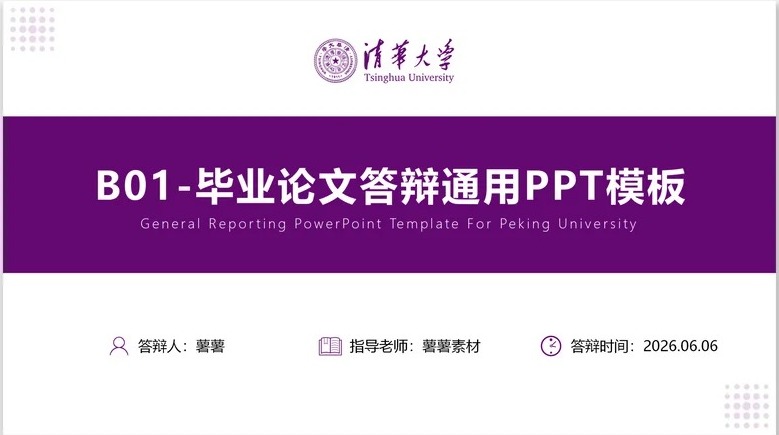 清华大学
Tsinghua University
B01-毕业论文答辩通用PPT模板
General Reporting PowerPoint Template For Peking University
答辩人：薯薯
指导老师：薯薯素材
答辩时间：2026.06.06